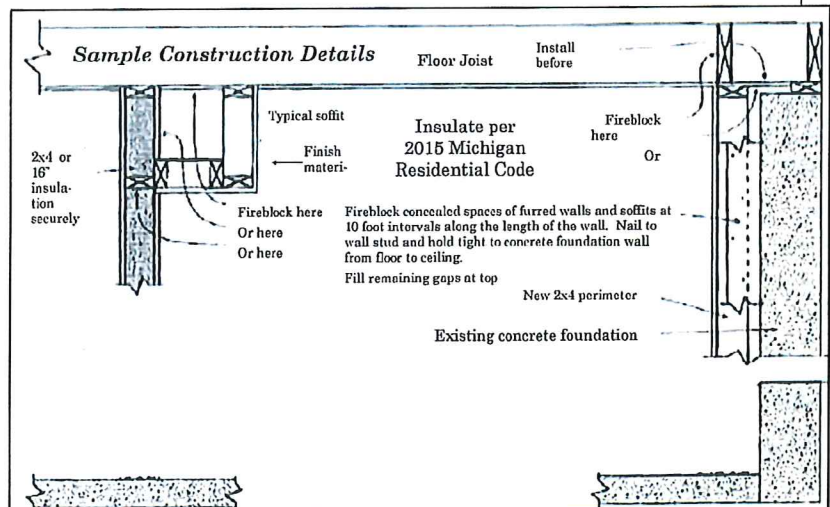 Sample Construction Details
Floor Joist
Install
before
Typical soffit
Finish
materi-
2x4 or
16"
insula-
tion
securely
Fireblock here
Or here
Or here
Insulate per
2015 Michigan
Residential Code
Fireblock
here
Or
Fireblock concealed spaces of furred walls and soffits at
10 foot intervals along the length of the wall. Nail to
wall stud and hold tight to concrete foundation wall
from floor to ceiling.
Fill remaining gaps at top
New 2x4 perimeter
Existing concrete foundation